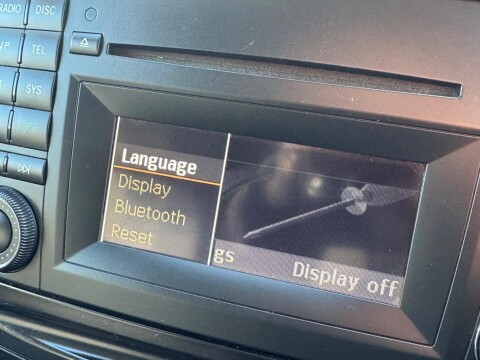 RADIO DISC
TEL
SYS
Language
Display
Bluetooth
Reset
gs
Display off